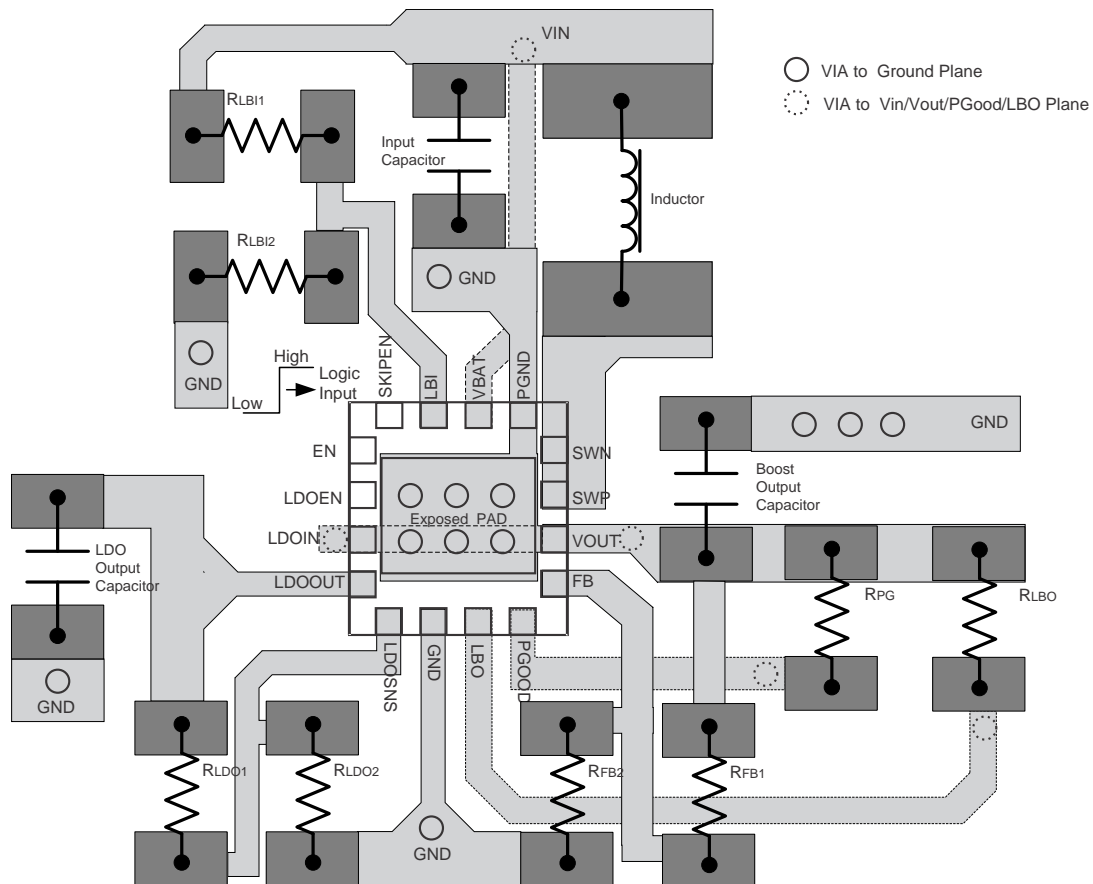 VIN
VIA to Ground Plane
VIA to Vin/Vout/PGood/LBO Plane
RLBI1
Input
Capacitor
Inductor
RLBI2
GND
GND
High
Logic
Input
Low
SKIPEN
LBI
VBAT
PGND
GND
EN
SWN
Boost
Output
Capacitor
LDOEN
SWP
Exposed PAD
LDOIN
VOUT
LDO
Output
Capacitor
LDOOUT
FB
RPG
RLBO
LDOSNS
GND
LBO
PGOOD
GND
RLDO1
RLDO2
RFB2
RFB1
GND